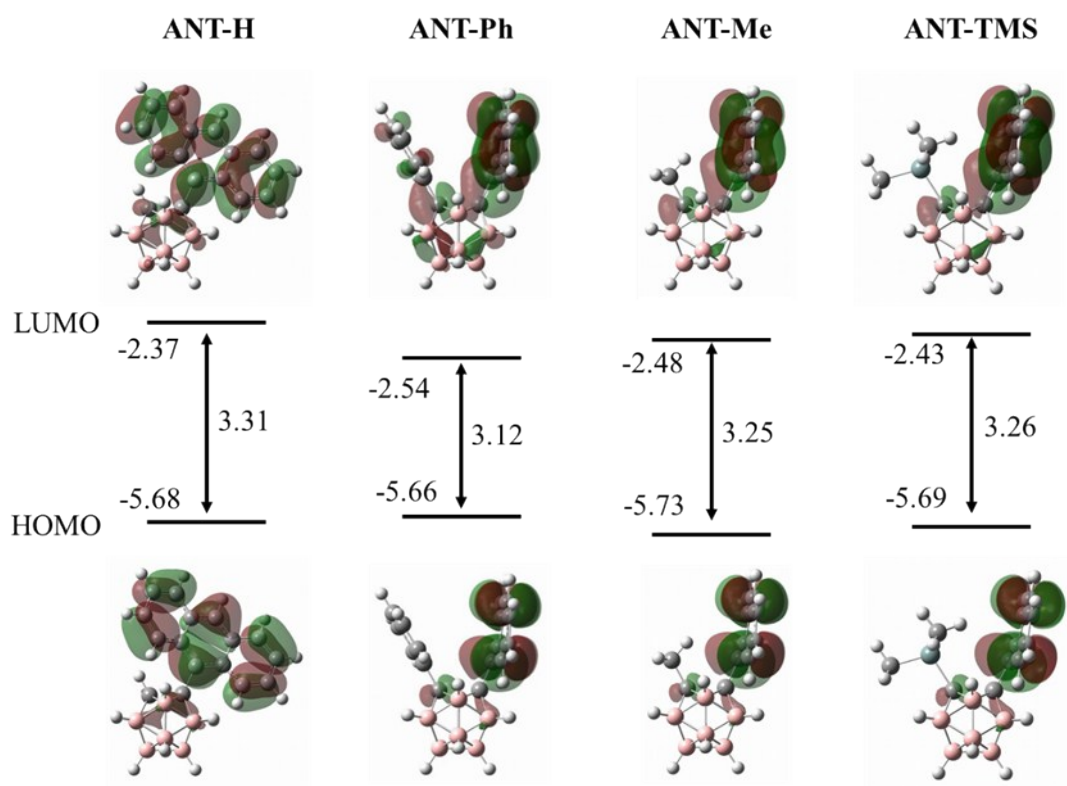 ANT-H ANT-Ph ANT-Me ANT-TMS
LUMO
-2.37 -2.54 -2.48 -2.43
3.31 3.12 3.25 3.26
-5.68 -5.66 -5.73 -5.69
HOMO